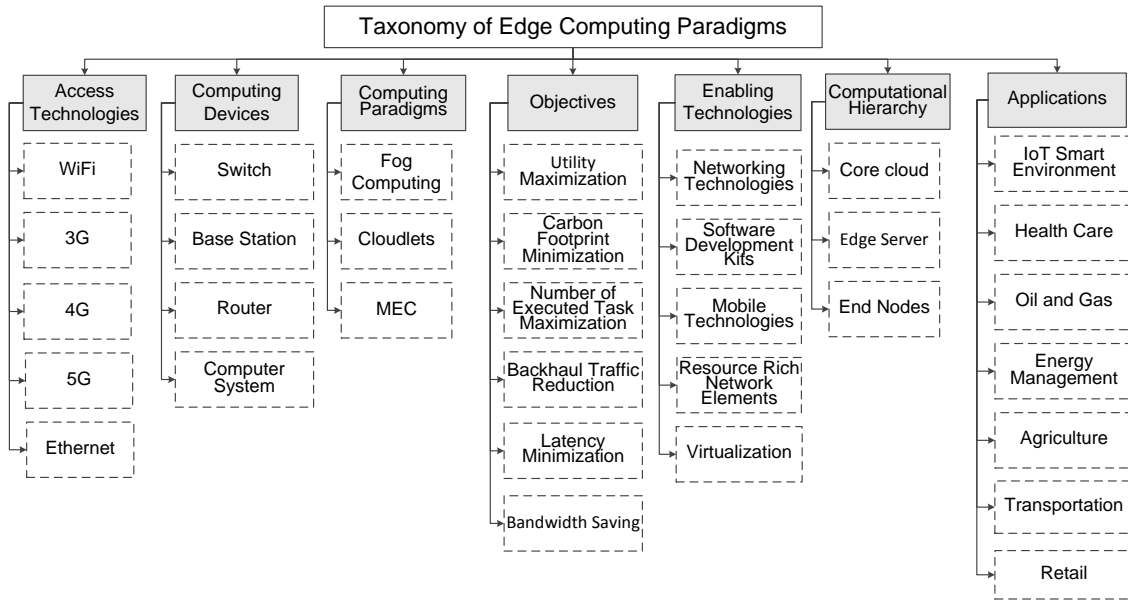 Taxonomy of Edge Computing Paradigms
Access
Technologies
WiFi
3G
4G
5G
Ethernet
Computing
Devices
Switch
Base Station
Router
Computer
System
Computing
Paradigms
Fog
Computing
Cloudlets
MEC
Objectives
Utility
Maximization
Carbon
Footprint
Minimization
Number of
Executed Task
Maximization
Backhaul Traffic
Reduction
Latency
Minimization
Bandwidth Saving
Enabling
Technologies
Networking
Technologies
Software
Development
Kits
Mobile
Technologies
Resource Rich
Network
Elements
Virtualization
Computational
Hierarchy
Core cloud
Edge Server
End Nodes
Applications
IoT Smart
Environment
Health Care
Oil and Gas
Energy
Management
Agriculture
Transportation
Retail